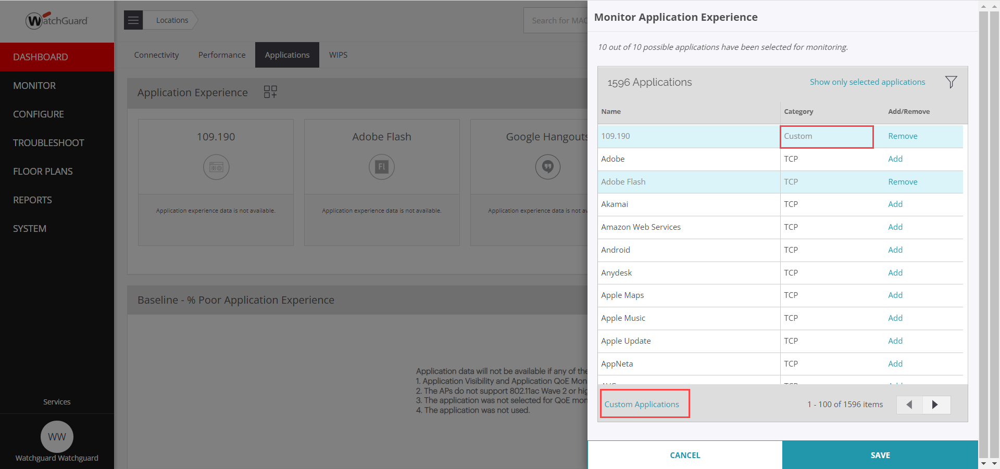 WatchGuard
DASHBOARD
MONITOR
CONFIGURE
TROUBLESHOOT
FLOOR PLANS
REPORTS
SYSTEM
Services
WW
Watchguard Watchguard
Locations
Search for MAC
Connectivity
Performance
Applications
WIPS
Application Experience
109.190
Application experience data is not available.
Adobe Flash
Fl
Application experience data is not available.
Google Hangouts
Application experience data is not av
Baseline - % Poor Application Experience
Application data will not be available if any of the
1. Application Visibility and Application QoE Mon
2. The APs do not support 802.11ac Wave 2 or hig
3. The application was not selected for QoE mon
4. The application was not used.
Monitor Application Experience
10 out of 10 possible applications have been selected for monitoring.
1596 Applications
Show only selected applications
Name Category Add/Remove
109.190 Custom Remove
Adobe TCP Add
Adobe Flash TCP Remove
Akamai TCP Add
Amazon Web Services TCP Add
Android TCP Add
Anydesk TCP Add
Apple Maps TCP Add
Apple Music TCP Add
Apple Update TCP Add
AppNeta TCP Add
Custom Applications
1 - 100 of 1596 items
CANCEL
SAVE